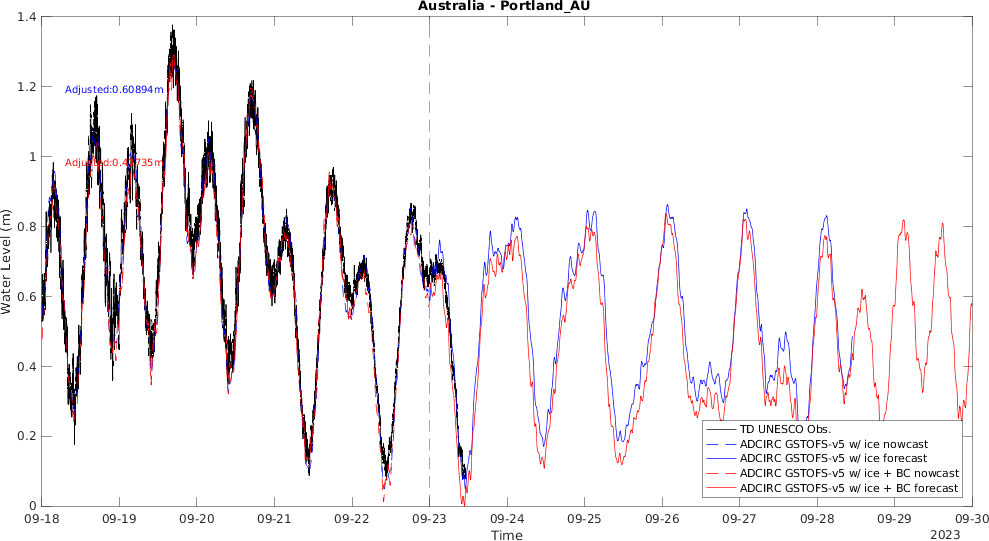 Australia - Portland_AU
1.4
1.2
1
0.8
0.6
0.4
0.2
0
Water Level (m)
Adjusted:0.60894m
TD UNESCO Obs.
ADCIRC GSTOFS-v5 w/ ice nowcast
ADCIRC GSTOFS-v5 w/ ice forecast
ADCIRC GSTOFS-v5 w/ ice + BC nowcast
ADCIRC GSTOFS-v5 w/ ice + BC forecast
09-18 09-19 09-20 09-21 09-22 09-23 09-24 09-25 09-26 09-27 09-28 09-29 09-30
Time
2023